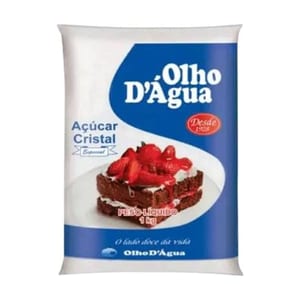 Olho
D'Água
Desde
1928
Açúcar
Cristal
Especial
PESO LÍQUIDO
1 kg
O lado doce da vida
Olho D'Água